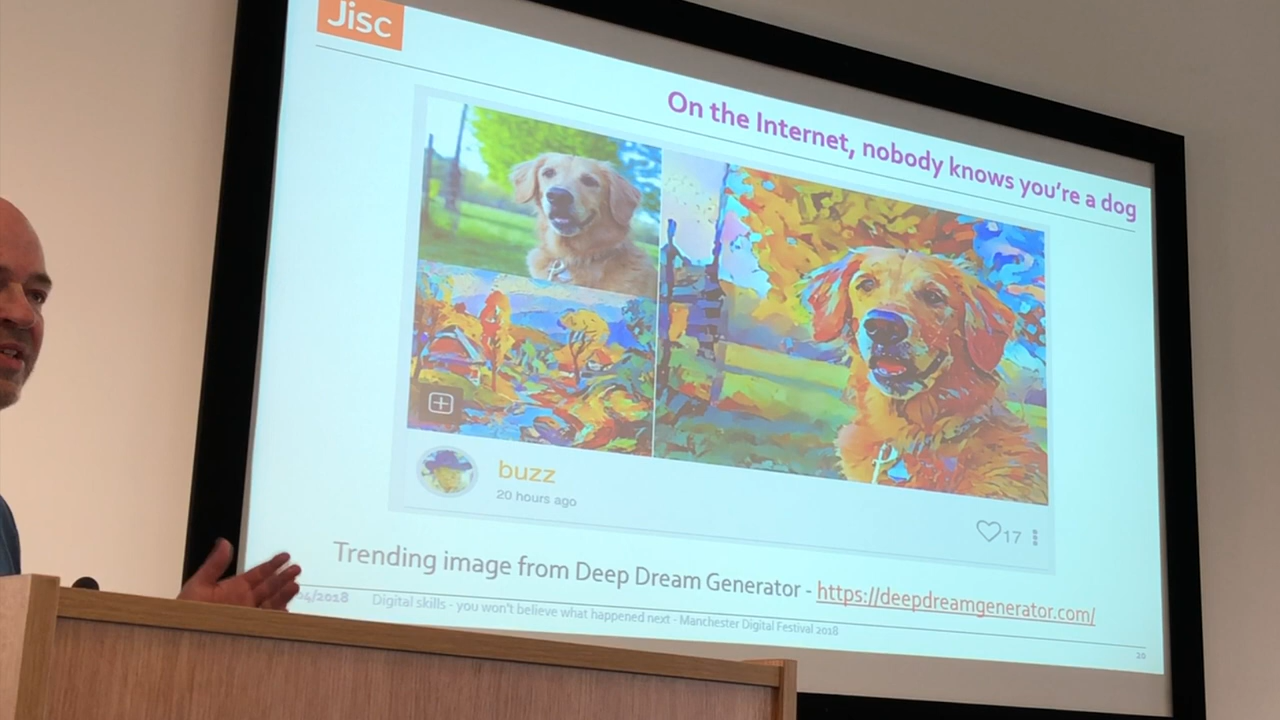 Jisc
On the Internet, nobody knows you're a dog
buzz
20 hours ago
17
Trending image from Deep Dream Generator - https://deepdreamgenerator.com/
04/2018 Digital skills - you won't believe what happened next - Manchester Digital Festival 2018
20